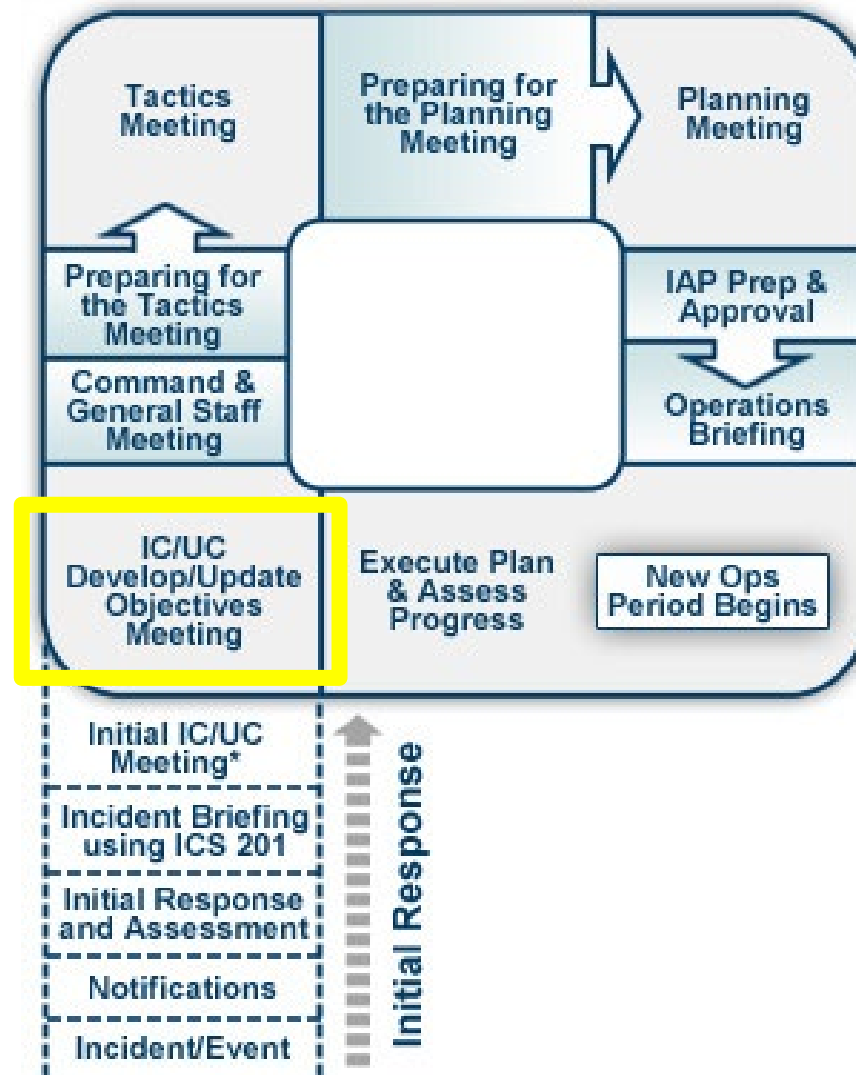 Tactics
Meeting
Preparing for
the Planning
Meeting
Planning
Meeting
Preparing for
the Tactics
Meeting
IAP Prep &
Approval
Command &
General Staff
Meeting
Operations
Briefing
IC/UC
Develop/Update
Objectives
Meeting
Execute Plan
& Assess
Progress
New Ops
Period Begins
Initial IC/UC
Meeting*
Incident Briefing
using ICS 201
Initial Response
and Assessment
Notifications
Incident/Event
Initial Response